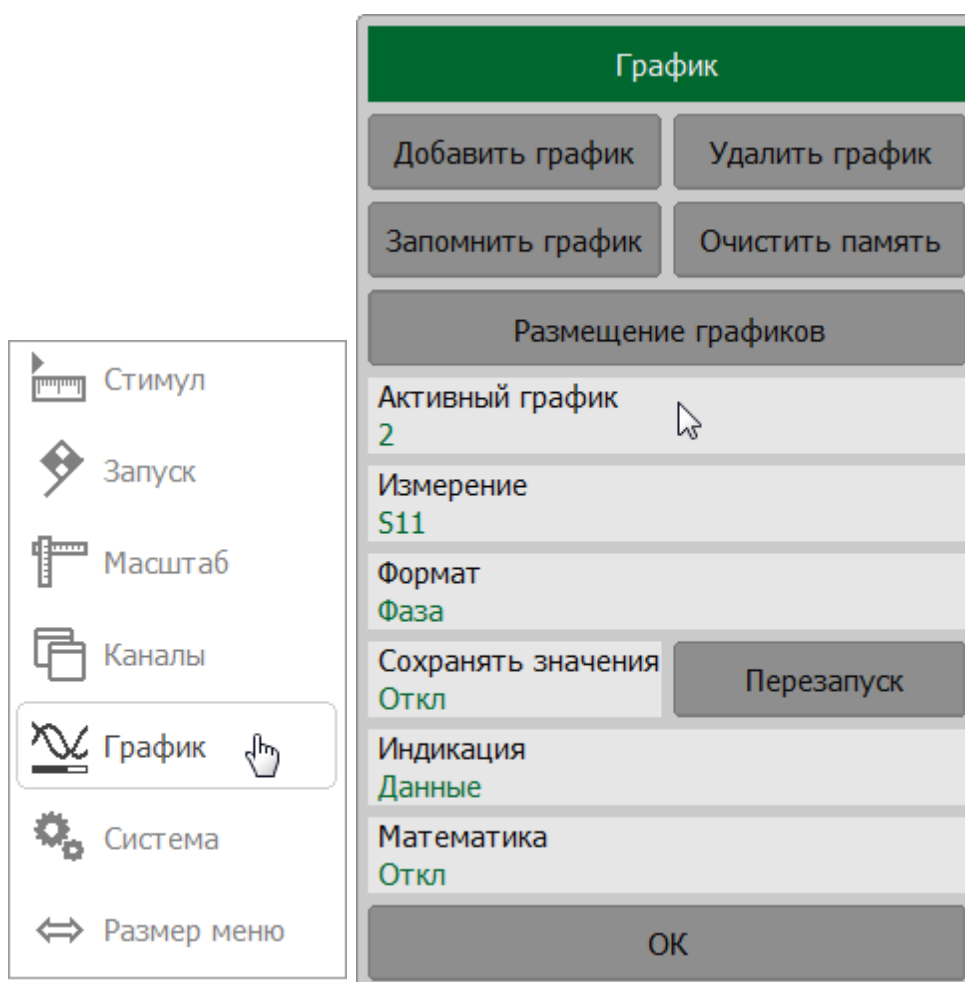 Стимул
Запуск
Масштаб
Каналы
График
Система
Размер меню
График
Добавить график
Удалить график
Запомнить график
Очистить память
Размещение графиков
Активный график
2
Измерение
S11
Формат
Фаза
Сохранять значения
Откл
Перезапуск
Индикация
Данные
Математика
Откл
ОК